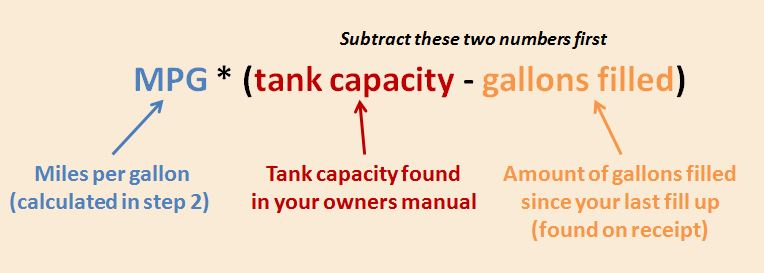 Subtract these two numbers first
MPG * (tank capacity - gallons filled)
Miles per gallon
(calculated in step 2)
Tank capacity found
in your owners manual
Amount of gallons filled
since your last fill up
(found on receipt)